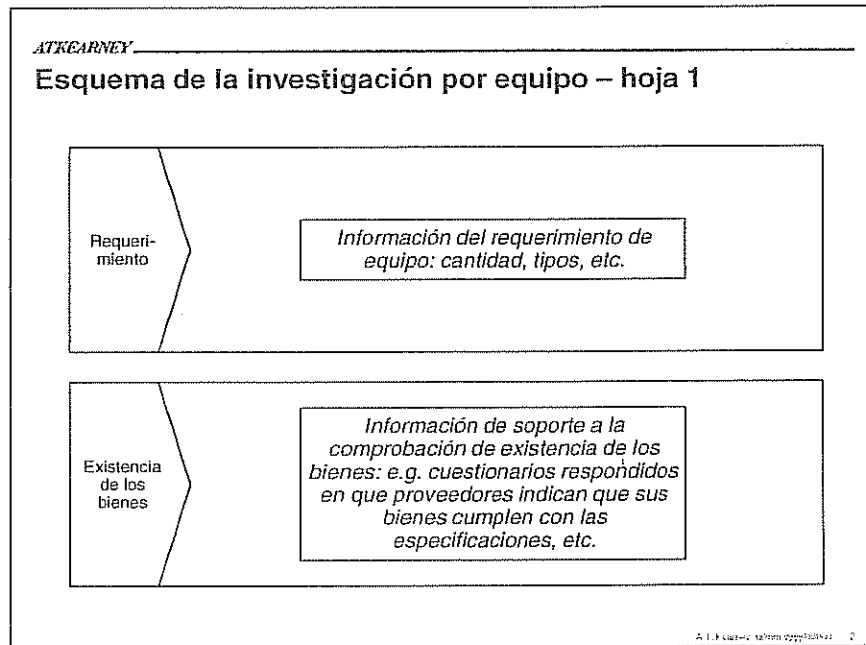 ATKEARNEY
Esquema de la investigación por equipo – hoja 1
Requeri-
miento
Información del requerimiento de
equipo: cantidad, tipos, etc.
Existencia
de los
bienes
Información de soporte a la
comprobación de existencia de los
bienes: e.g. cuestionarios respondidos
en que proveedores indican que sus
bienes cumplen con las
especificaciones, etc.
A.T. Kearney 2